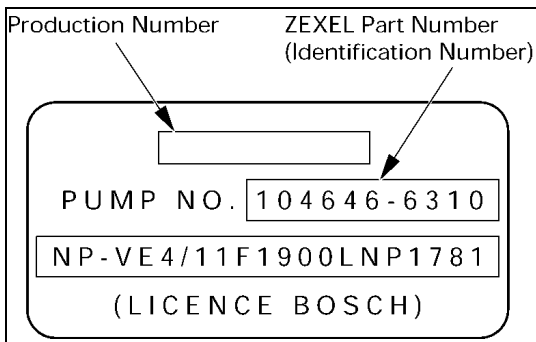 Production Number
ZEXEL Part Number
(Identification Number)
PUMP NO. 104646-6310
NP-VE4/11F1900LNP1781
(LICENCE BOSCH)